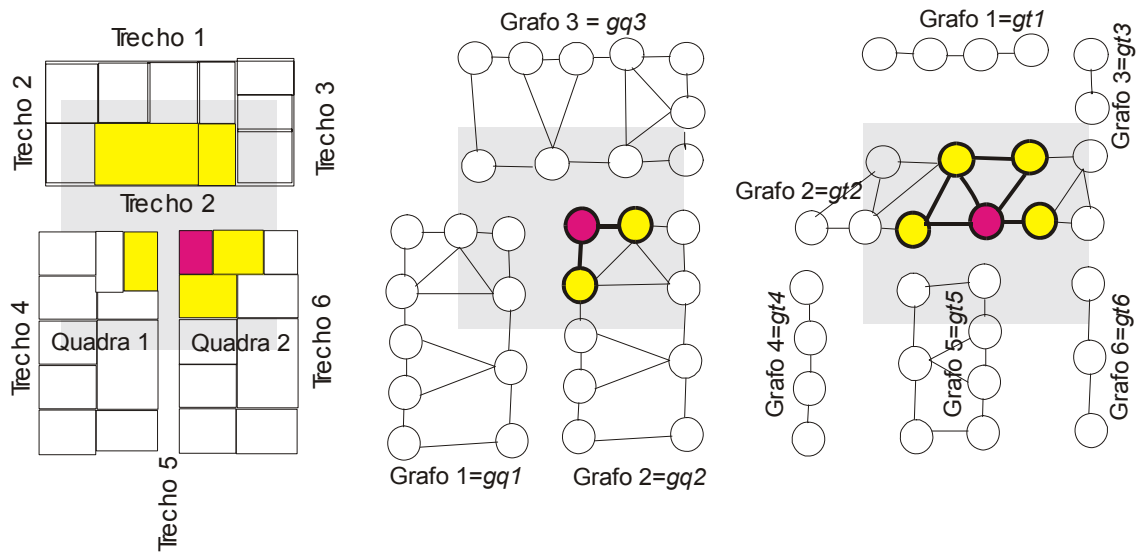 Trecho 1
Trecho 2
Trecho 3
Trecho 2
Trecho 4
Quadra 1
Quadra 2
Trecho 6
Trecho 5
Grafo 3 = gq3
Grafo 1=gq1
Grafo 2=gq2
Grafo 1=gt1
Grafo 3=gt3
Grafo 2=gt2
Grafo 4=gt4
Grafo 5=gt5
Grafo 6=gt6